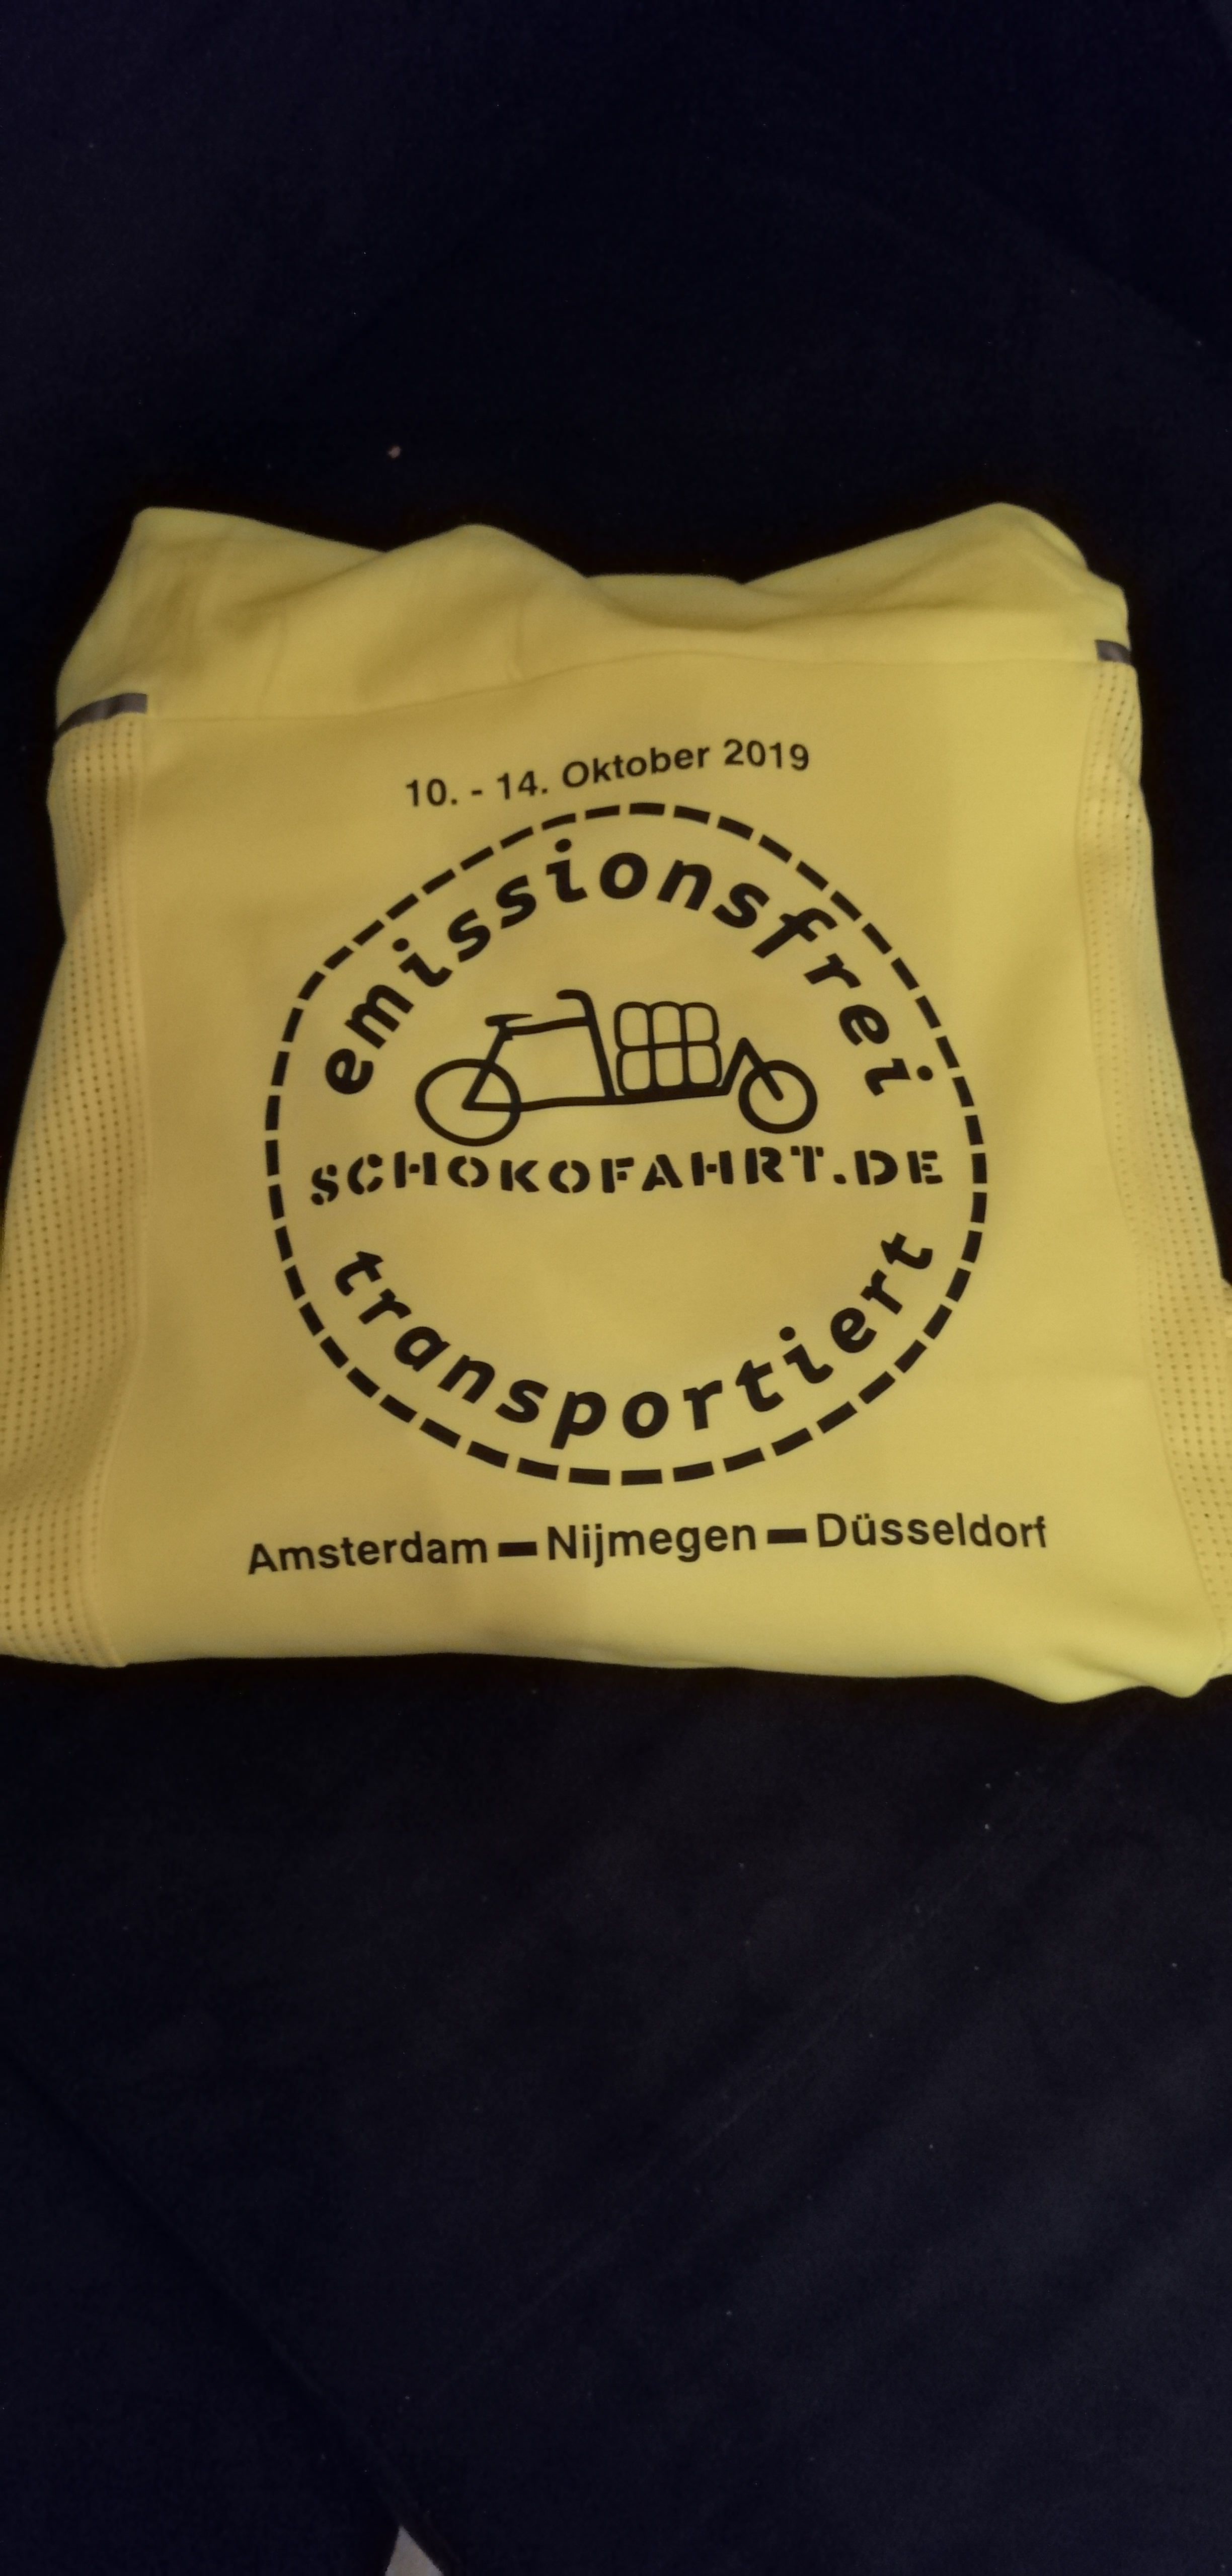 10. - 14. Oktober 2019
emissionsfrei
SCHOKOFAHRT.DE
transportiert
Amsterdam – Nijmegen – Düsseldorf